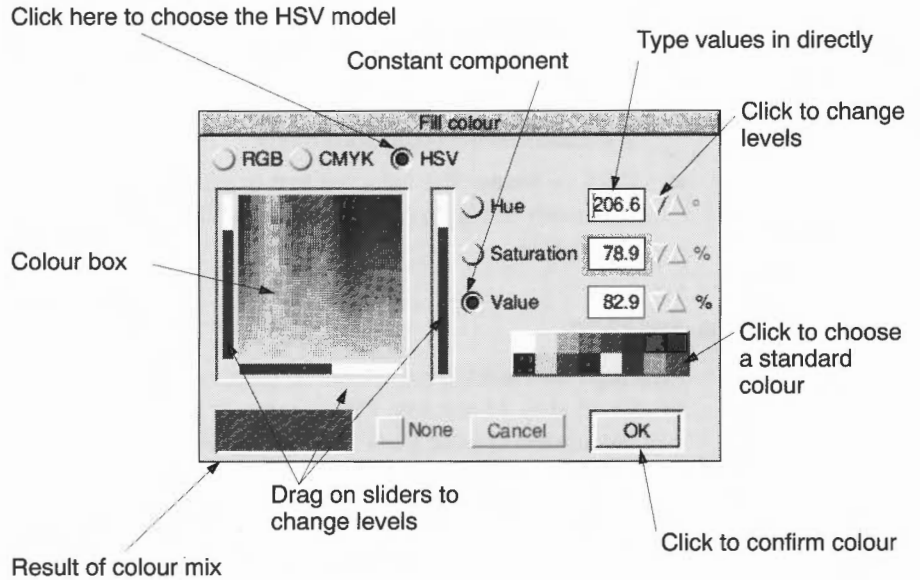 Click here to choose the HSV model
Type values in directly
Constant component
Click to change
levels
Fill colour
RGB CMYK HSV
Hue 206.6 °
Saturation 78.9 %
Value 82.9 %
Colour box
Click to choose
a standard
colour
None Cancel OK
Drag on sliders to
change levels
Click to confirm colour
Result of colour mix